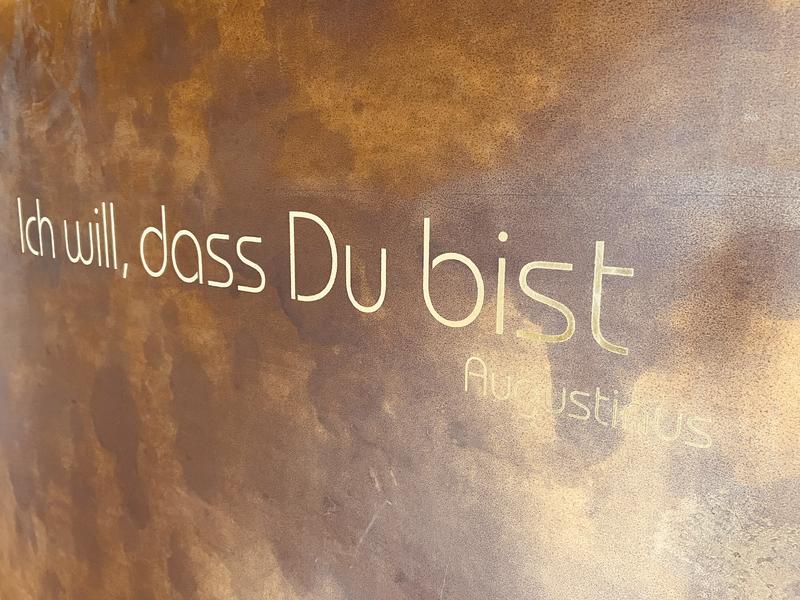 Ich will, dass Du bist
Augustinus